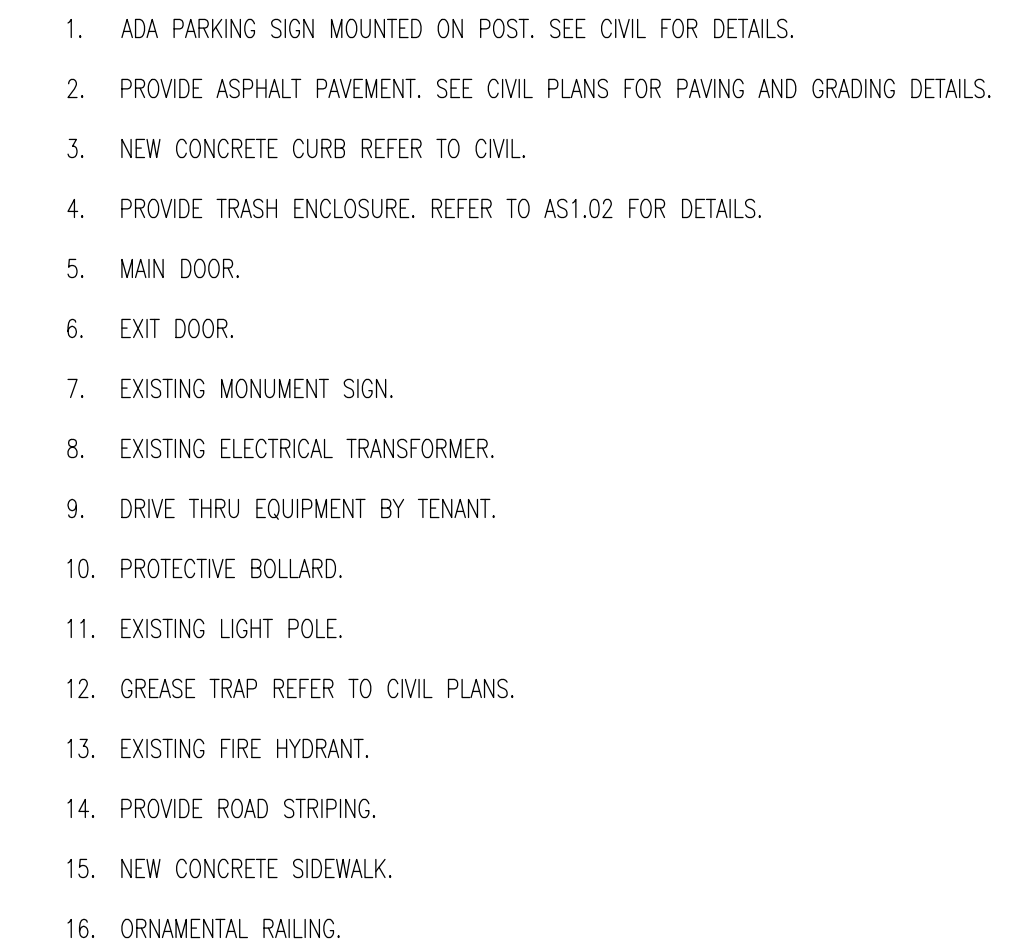 1. ADA PARKING SIGN MOUNTED ON POST. SEE CIVIL FOR DETAILS.
2. PROVIDE ASPHALT PAVEMENT. SEE CIVIL PLANS FOR PAVING AND GRADING DETAILS.
3. NEW CONCRETE CURB REFER TO CIVIL.
4. PROVIDE TRASH ENCLOSURE. REFER TO AS1.02 FOR DETAILS.
5. MAIN DOOR.
6. EXIT DOOR.
7. EXISTING MONUMENT SIGN.
8. EXISTING ELECTRICAL TRANSFORMER.
9. DRIVE THRU EQUIPMENT BY TENANT.
10. PROTECTIVE BOLLARD.
11. EXISTING LIGHT POLE.
12. GREASE TRAP REFER TO CIVIL PLANS.
13. EXISTING FIRE HYDRANT.
14. PROVIDE ROAD STRIPING.
15. NEW CONCRETE SIDEWALK.
16. ORNAMENTAL RAILING.